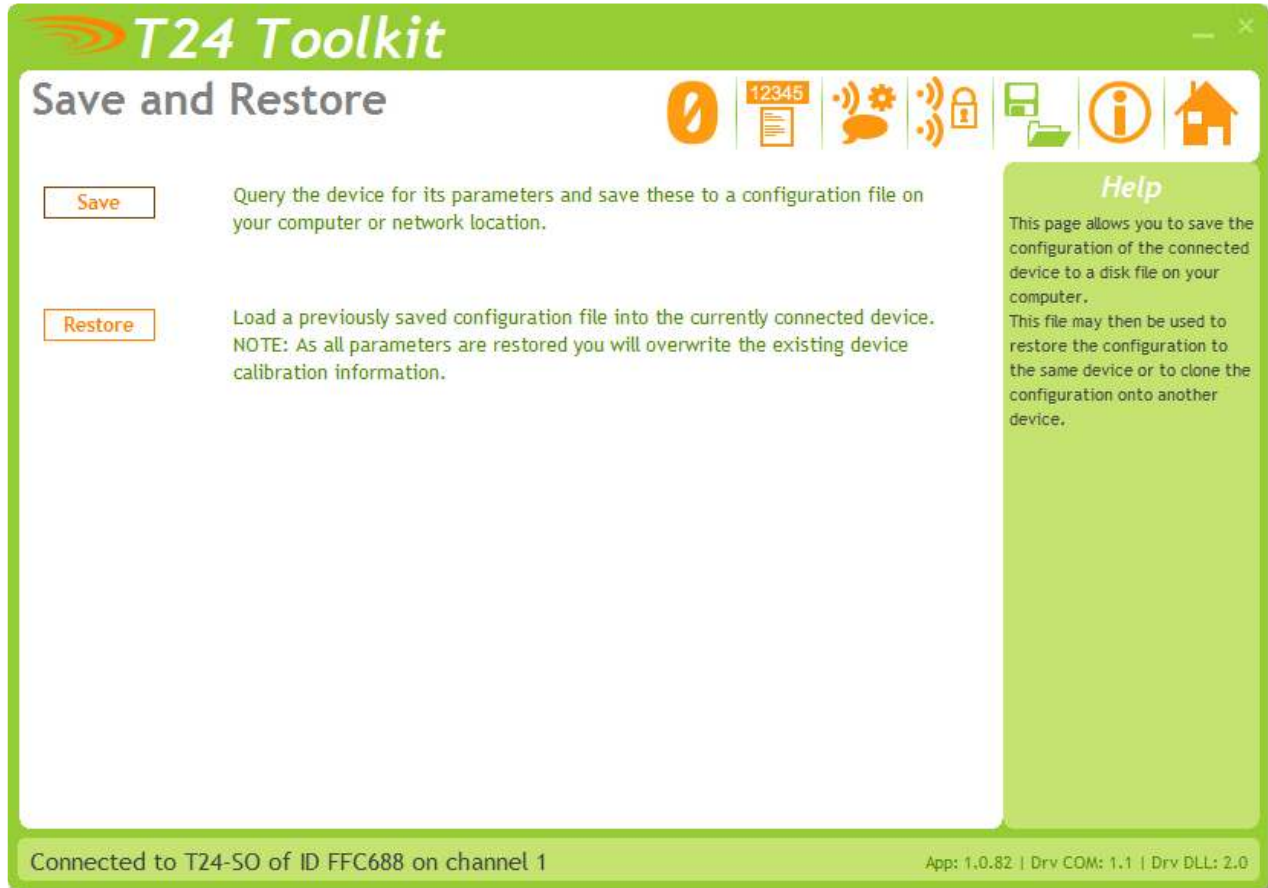 T24 Toolkit
Save and Restore
0
12345
Save
Query the device for its parameters and save these to a configuration file on
your computer or network location.
Restore
Load a previously saved configuration file into the currently connected device.
NOTE: As all parameters are restored you will overwrite the existing device
calibration information.
Help
This page allows you to save the
configuration of the connected
device to a disk file on your
computer.
This file may then be used to
restore the configuration to
the same device or to clone the
configuration onto another
device.
Connected to T24-SO of ID FFC688 on channel 1
App: 1.0.82 | Drv COM: 1.1 | Drv DLL: 2.0